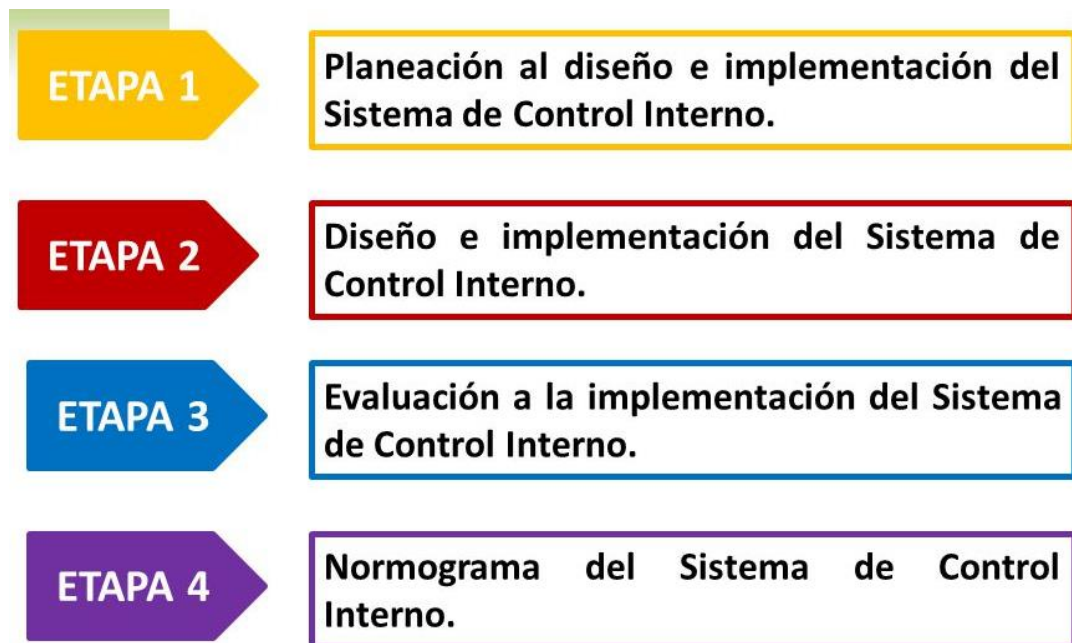 ETAPA 1
Planeación al diseño e implementación del
Sistema de Control Interno.
ETAPA 2
Diseño e implementación del Sistema de
Control Interno.
ETAPA 3
Evaluación a la implementación del Sistema
de Control Interno.
ETAPA 4
Normograma del Sistema de Control
Interno.